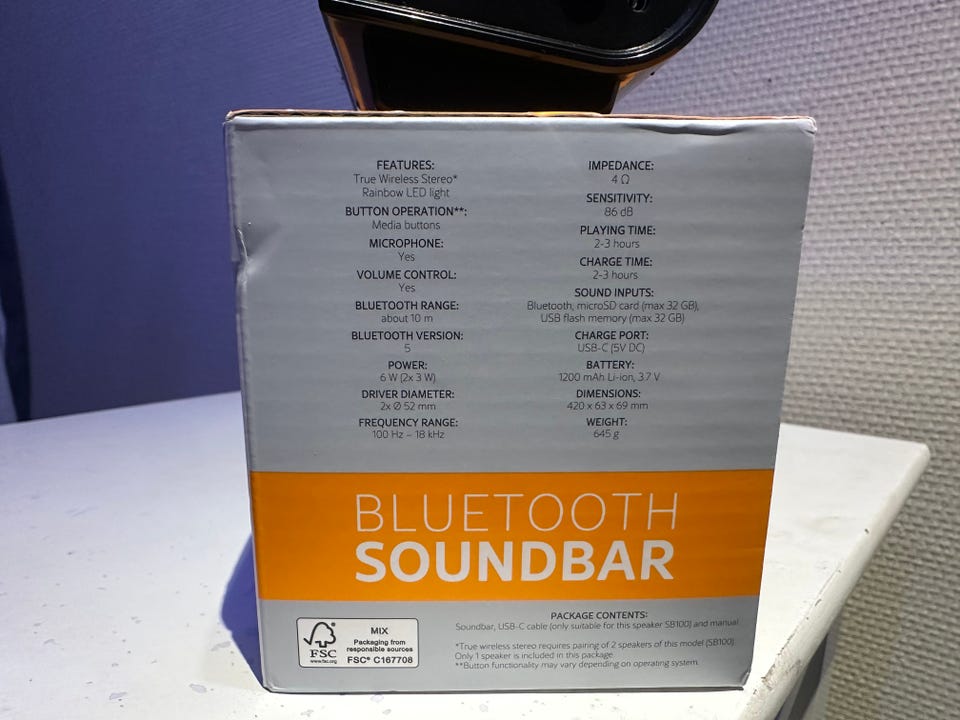 FEATURES:
True Wireless Stereo*
Rainbow LED light
BUTTON OPERATION**:
Media buttons
MICROPHONE:
Yes
VOLUME CONTROL:
Yes
BLUETOOTH RANGE:
about 10 m
BLUETOOTH VERSION:
5
POWER:
6 W (2x 3 W)
DRIVER DIAMETER:
2x Ø 52 mm
FREQUENCY RANGE:
100 Hz – 18 kHz
IMPEDANCE:
4 Ω
SENSITIVITY:
86 dB
PLAYING TIME:
2-3 hours
CHARGE TIME:
2-3 hours
SOUND INPUTS:
Bluetooth, microSD card (max 32 GB),
USB flash memory (max 32 GB)
CHARGE PORT:
USB-C (5V DC)
BATTERY:
1200 mAh Li-ion, 3.7 V
DIMENSIONS:
420 x 63 x 69 mm
WEIGHT:
645 g
BLUETOOTH
SOUNDBAR
FSC
www.fsc.org
MIX
Packaging from
responsible sources
FSC® C167708
PACKAGE CONTENTS:
Soundbar, USB-C cable (only suitable for this speaker SB100) and manual.
*True wireless stereo requires pairing of 2 speakers of this model (SB100).
Only 1 speaker is included in this package.
**Button functionality may vary depending on operating system.